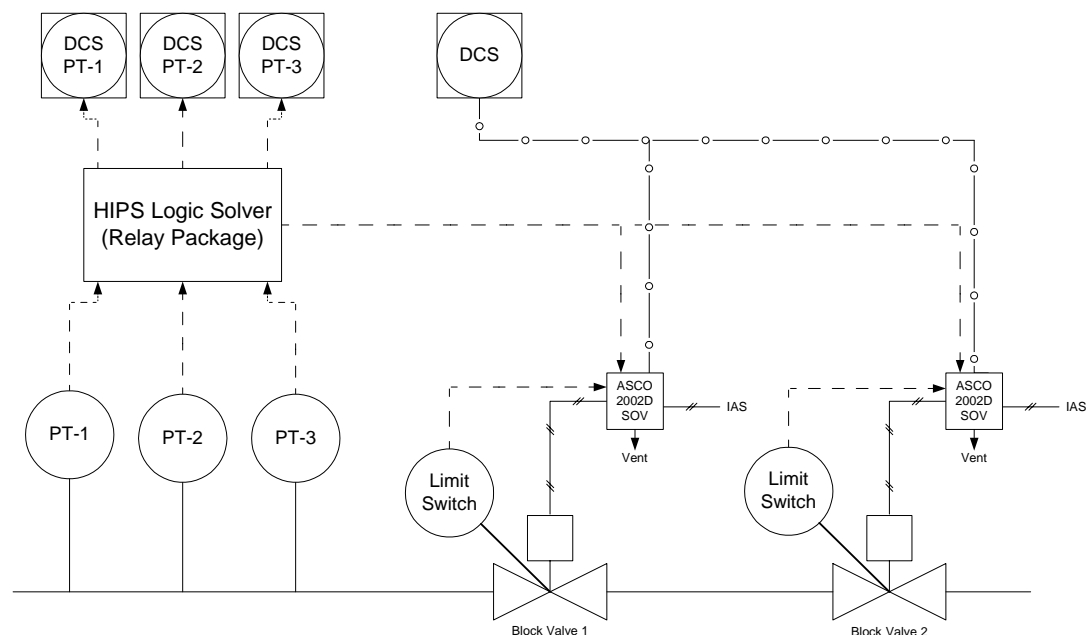 DCS
PT-1
DCS
PT-2
DCS
PT-3
DCS
HIPS Logic Solver
(Relay Package)
PT-1
PT-2
PT-3
ASCO
2002D
SOV
IAS
Vent
Limit
Switch
Block Valve 1
ASCO
2002D
SOV
IAS
Vent
Limit
Switch
Block Valve 2